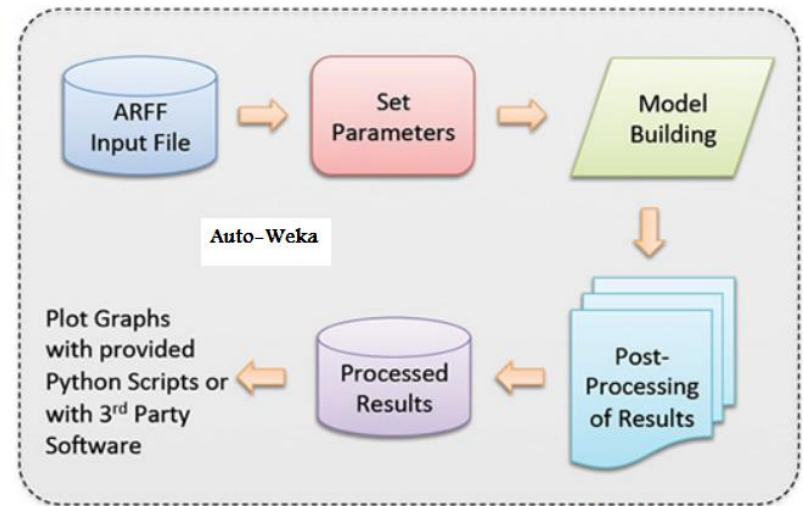 ARFF
Input File
Set
Parameters
Model
Building
Auto-Weka
Post-
Processing
of Results
Processed
Results
Plot Graphs
with provided
Python Scripts or
with 3rd Party
Software